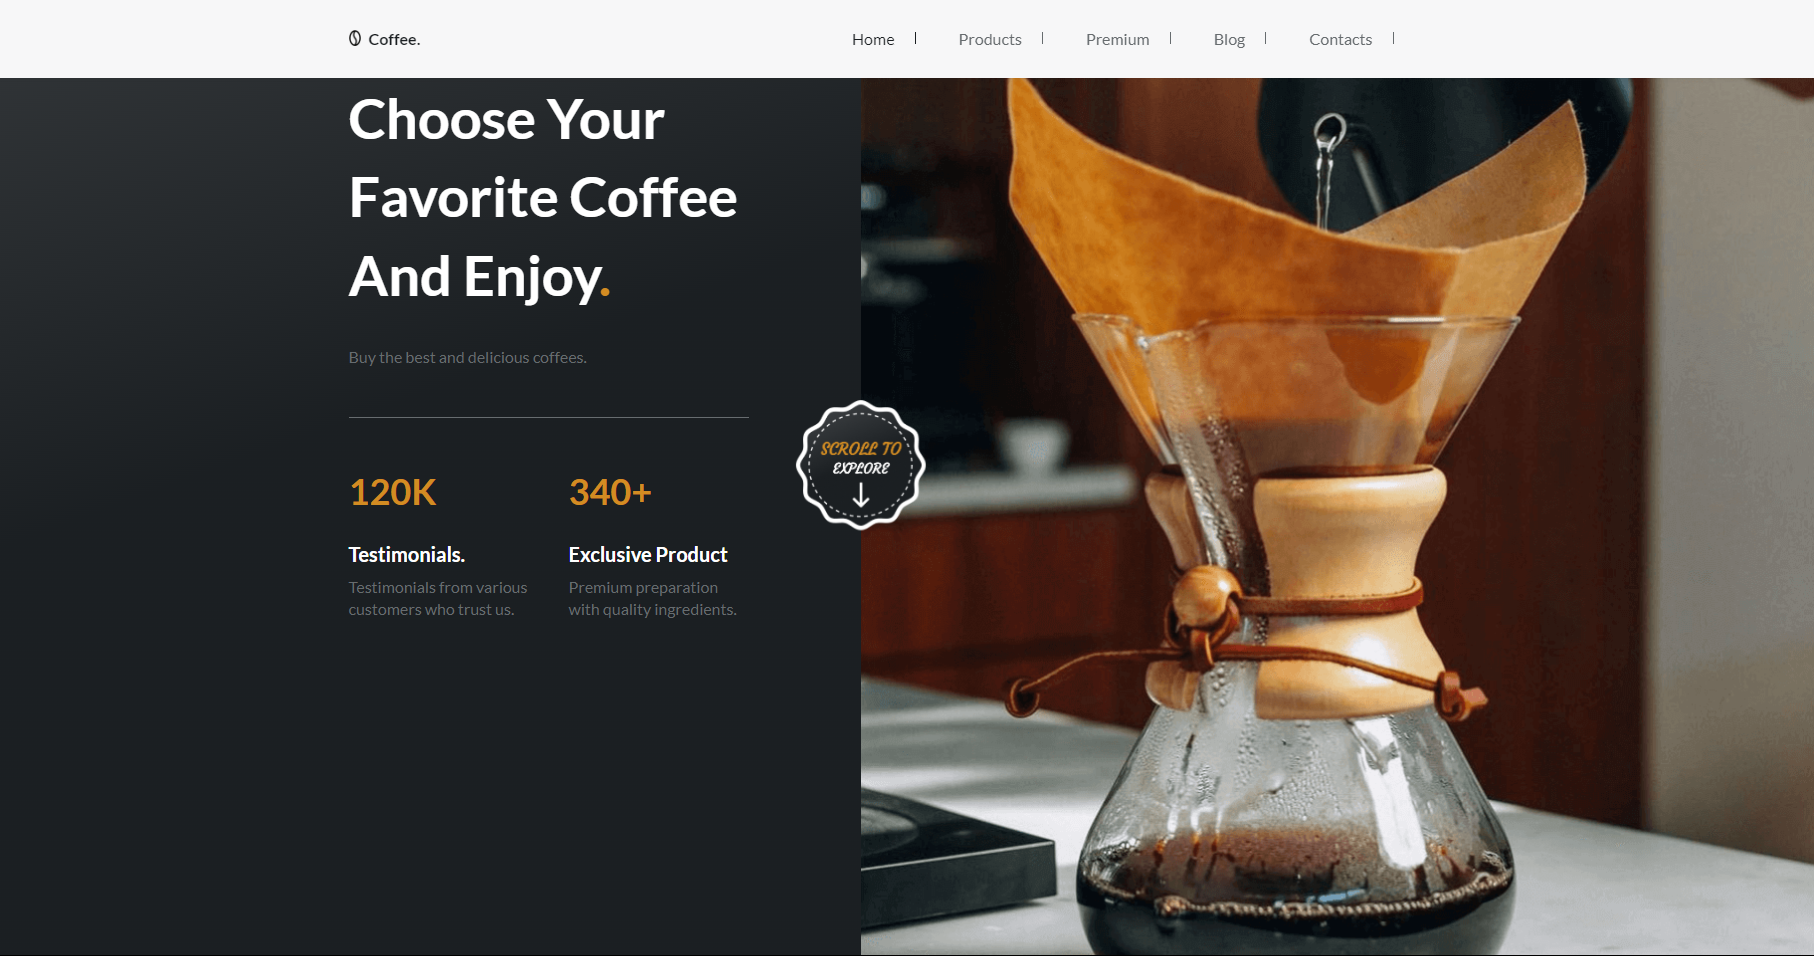 Coffee.
Home
Products
Premium
Blog
Contacts
Choose Your
Favorite Coffee
And Enjoy.
Buy the best and delicious coffees.
SCROLL TO
EXPLORE
120K
Testimonials.
Testimonials from various
customers who trust us.
340+
Exclusive Product
Premium preparation
with quality ingredients.